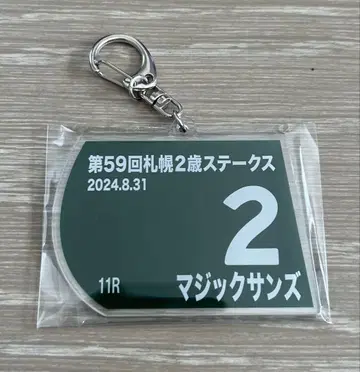 第59回札幌2歳ステークス
2024.8.31
2
11R
マジックサンズ